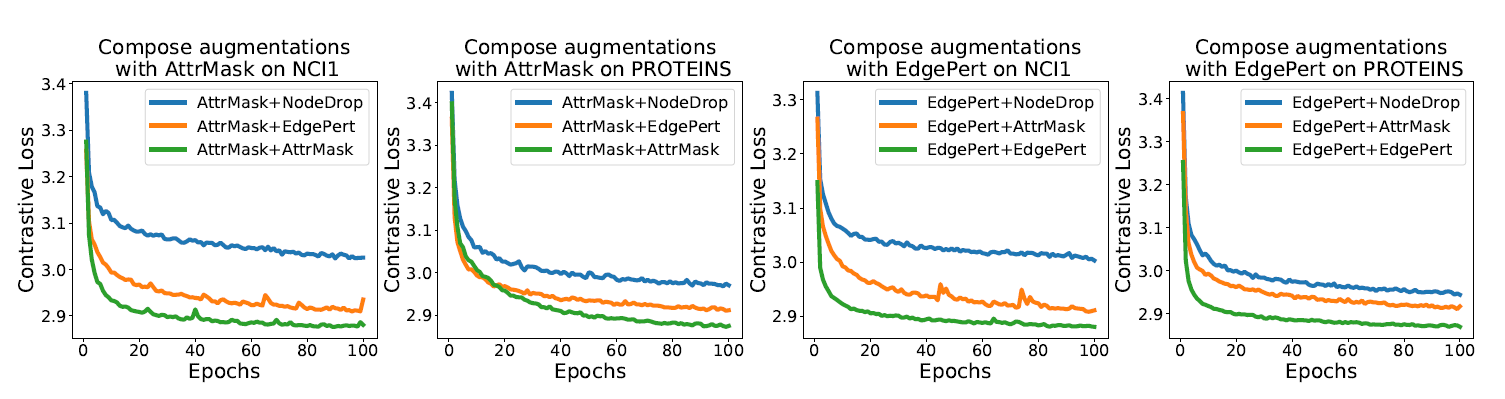 Compose augmentations
with AttrMask on NCI1
Contrastive Loss
3.4
3.3
3.2
3.1
3.0
2.9
AttrMask+NodeDrop
AttrMask+EdgePert
AttrMask+AttrMask
0 20 40 60 80 100
Epochs
Compose augmentations
with AttrMask on PROTEINS
Contrastive Loss
3.4
3.3
3.2
3.1
3.0
2.9
AttrMask+NodeDrop
AttrMask+EdgePert
AttrMask+AttrMask
0 20 40 60 80 100
Epochs
Compose augmentations
with EdgePert on NCI1
Contrastive Loss
3.3
3.2
3.1
3.0
2.9
EdgePert+NodeDrop
EdgePert+AttrMask
EdgePert+EdgePert
0 20 40 60 80 100
Epochs
Compose augmentations
with EdgePert on PROTEINS
Contrastive Loss
3.4
3.3
3.2
3.1
3.0
2.9
EdgePert+NodeDrop
EdgePert+AttrMask
EdgePert+EdgePert
0 20 40 60 80 100
Epochs